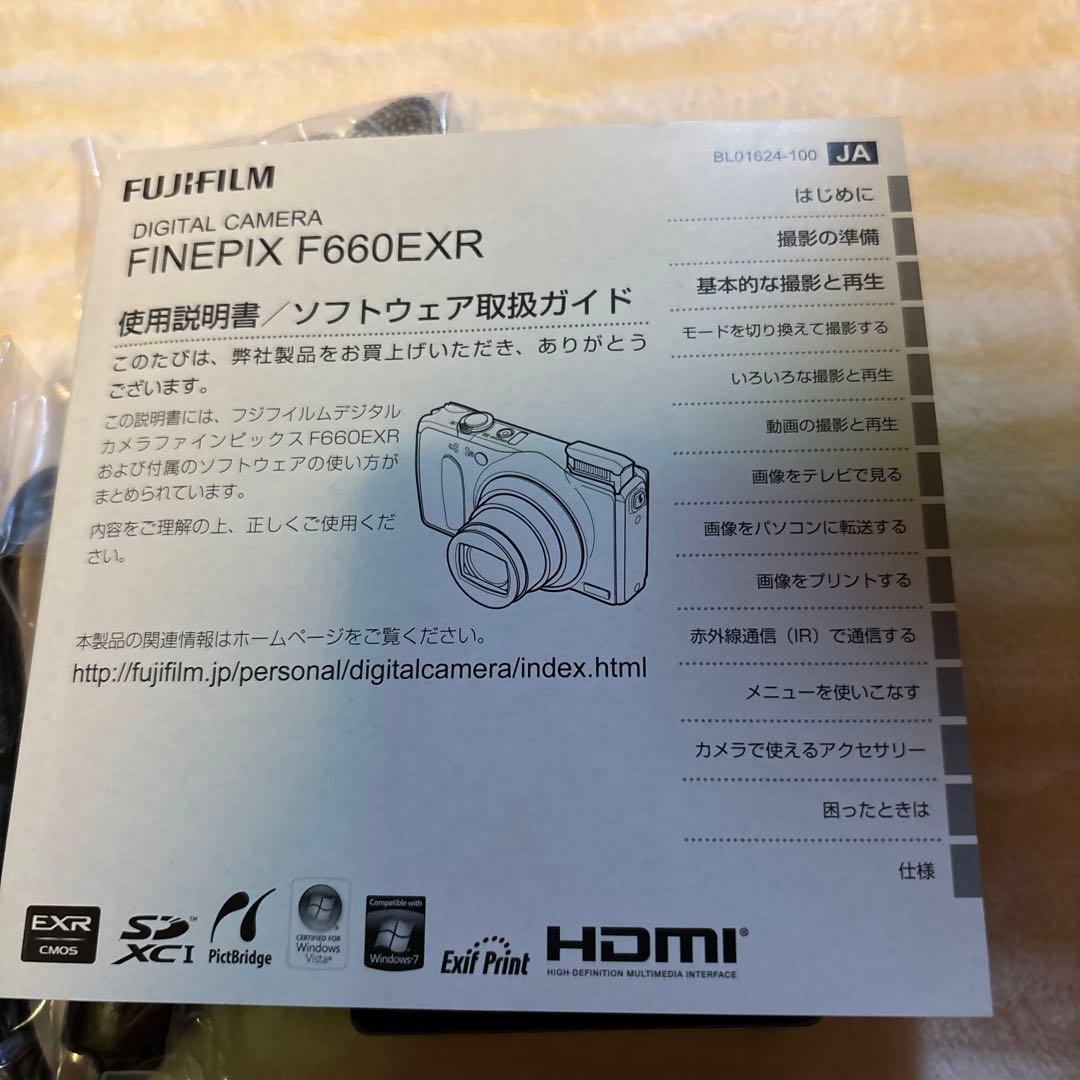 FUJIFILM
DIGITAL CAMERA
FINEPIX F660EXR
使用説明書／ソフトウェア取扱ガイド
このたびは、弊社製品をお買上げいただき、ありがとう
ございます。
この説明書には、フジフイルムデジタル
カメラファインピックスF660EXR
および付属のソフトウェアの使い方が
まとめられています。
内容をご理解の上、正しくご使用くだ
さい。
本製品の関連情報はホームページをご覧ください。
http://fujifilm.jp/personal/digitalcamera/index.html
BL01624-100 JA
はじめに
撮影の準備
基本的な撮影と再生
モードを切り換えて撮影する
いろいろな撮影と再生
動画の撮影と再生
画像をテレビで見る
画像をパソコンに転送する
画像をプリントする
赤外線通信（IR）で通信する
メニューを使いこなす
カメラで使えるアクセサリー
困ったときは
仕様
EXR
CMOS
SD™
XC I
PictBridge
CERTIFIED FOR
Windows
Vista®
Compatible with
Windows®7
Exif Print
HDMI®
HIGH-DEFINITION MULTIMEDIA INTERFACE